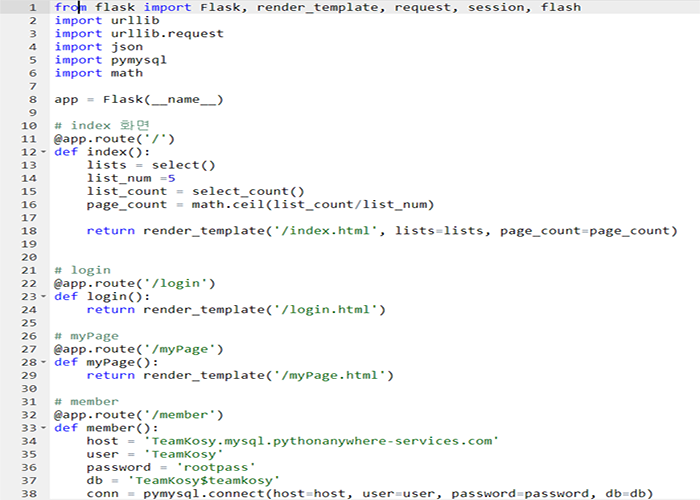 1 from flask import Flask, render_template, request, session, flash
2 import urllib
3 import urllib.request
4 import json
5 import pymysql
6 import math
7
8 app = Flask(__name__)
9
10 # index 화면
11 @app.route('/')
12 def index():
13     lists = select()
14     list_num =5
15     list_count = select_count()
16     page_count = math.ceil(list_count/list_num)
17
18     return render_template('/index.html', lists=lists, page_count=page_count)
19
20
21 # login
22 @app.route('/login')
23 def login():
24     return render_template('/login.html')
25
26 # myPage
27 @app.route('/myPage')
28 def myPage():
29     return render_template('/myPage.html')
30
31 # member
32 @app.route('/member')
33 def member():
34     host = 'TeamKosy.mysql.pythonanywhere-services.com'
35     user = 'TeamKosy'
36     password = 'rootpass'
37     db = 'TeamKosy$teamkosy'
38     conn = pymysql.connect(host=host, user=user, password=password, db=db)